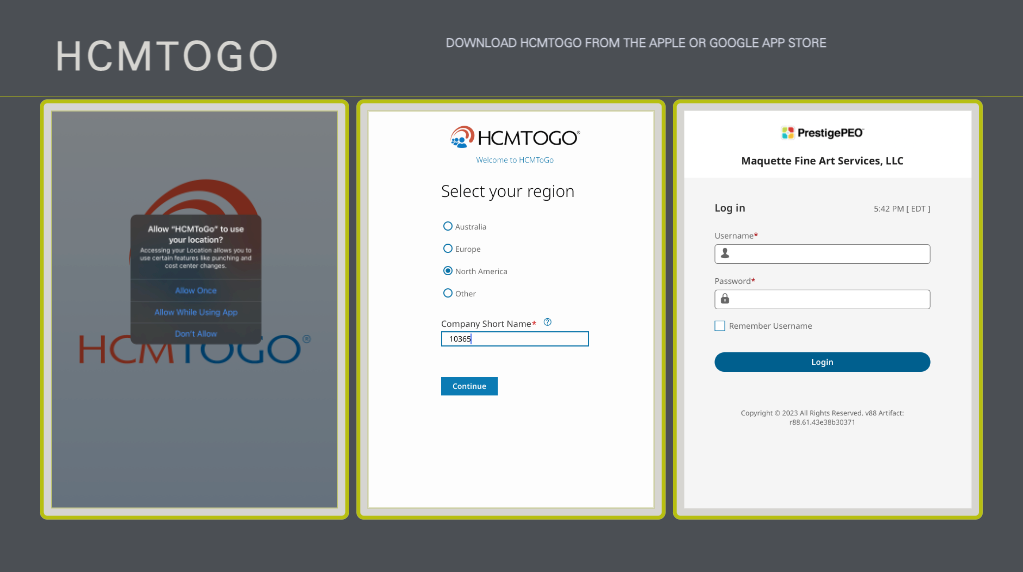 HCMTOGO
DOWNLOAD HCMTOGO FROM THE APPLE OR GOOGLE APP STORE
Allow “HCMToGo” to use
your location?
Accessing your Location allows you to
use certain features like punching and
cost center changes.
Allow Once
Allow While Using App
Don't Allow
HCMTOGO®
HCMTOGO®
Welcome to HCMToGo
Select your region
Australia
Europe
North America
Other
Company Short Name* ?
10365
Continue
PrestigePEO
Maquette Fine Art Services, LLC
Log in
5:42 PM [ EDT ]
Username*
Password*
Remember Username
Login
Copyright © 2023 All Rights Reserved. v88 Artifact:
r88.61.43e38b30371